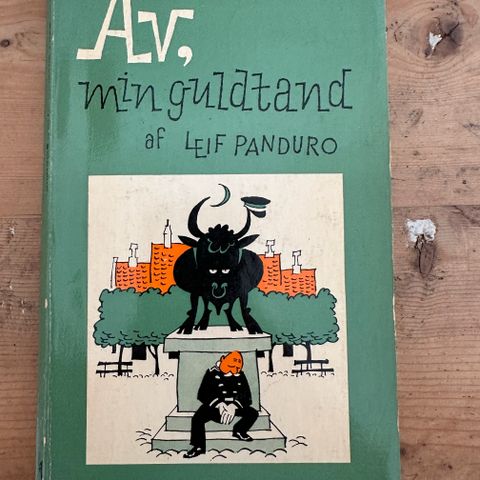 Av,
min guldtand
af LEIF PANDURO